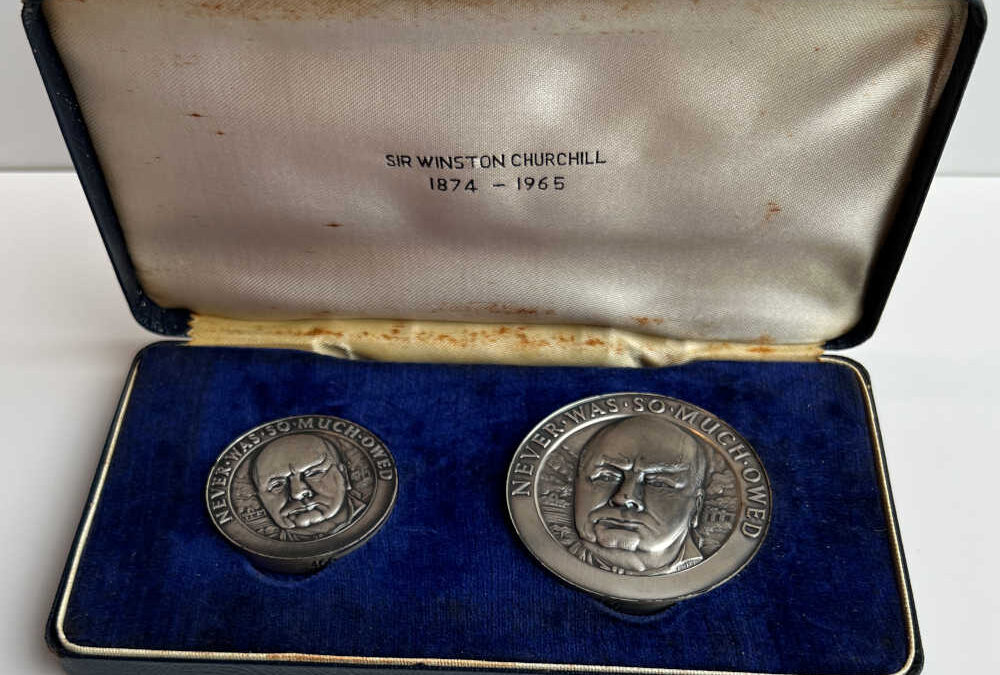 SIR WINSTON CHURCHILL
1874 – 1965
NEVER·WAS·SO·MUCH·OWED
NEVER·WAS·SO·MUCH·OWED